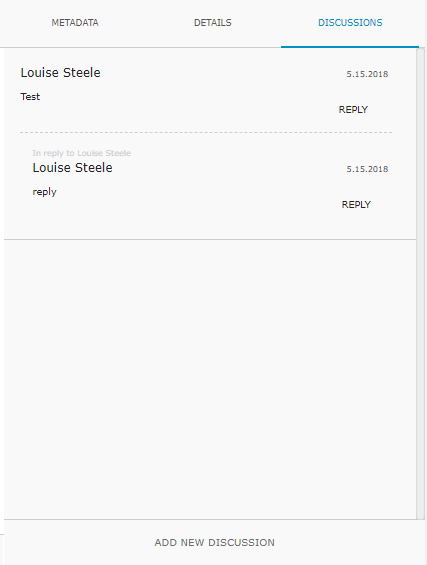 METADATA DETAILS DISCUSSIONS
Louise Steele 5.15.2018
Test
REPLY
In reply to Louise Steele
Louise Steele 5.15.2018
reply
REPLY
ADD NEW DISCUSSION